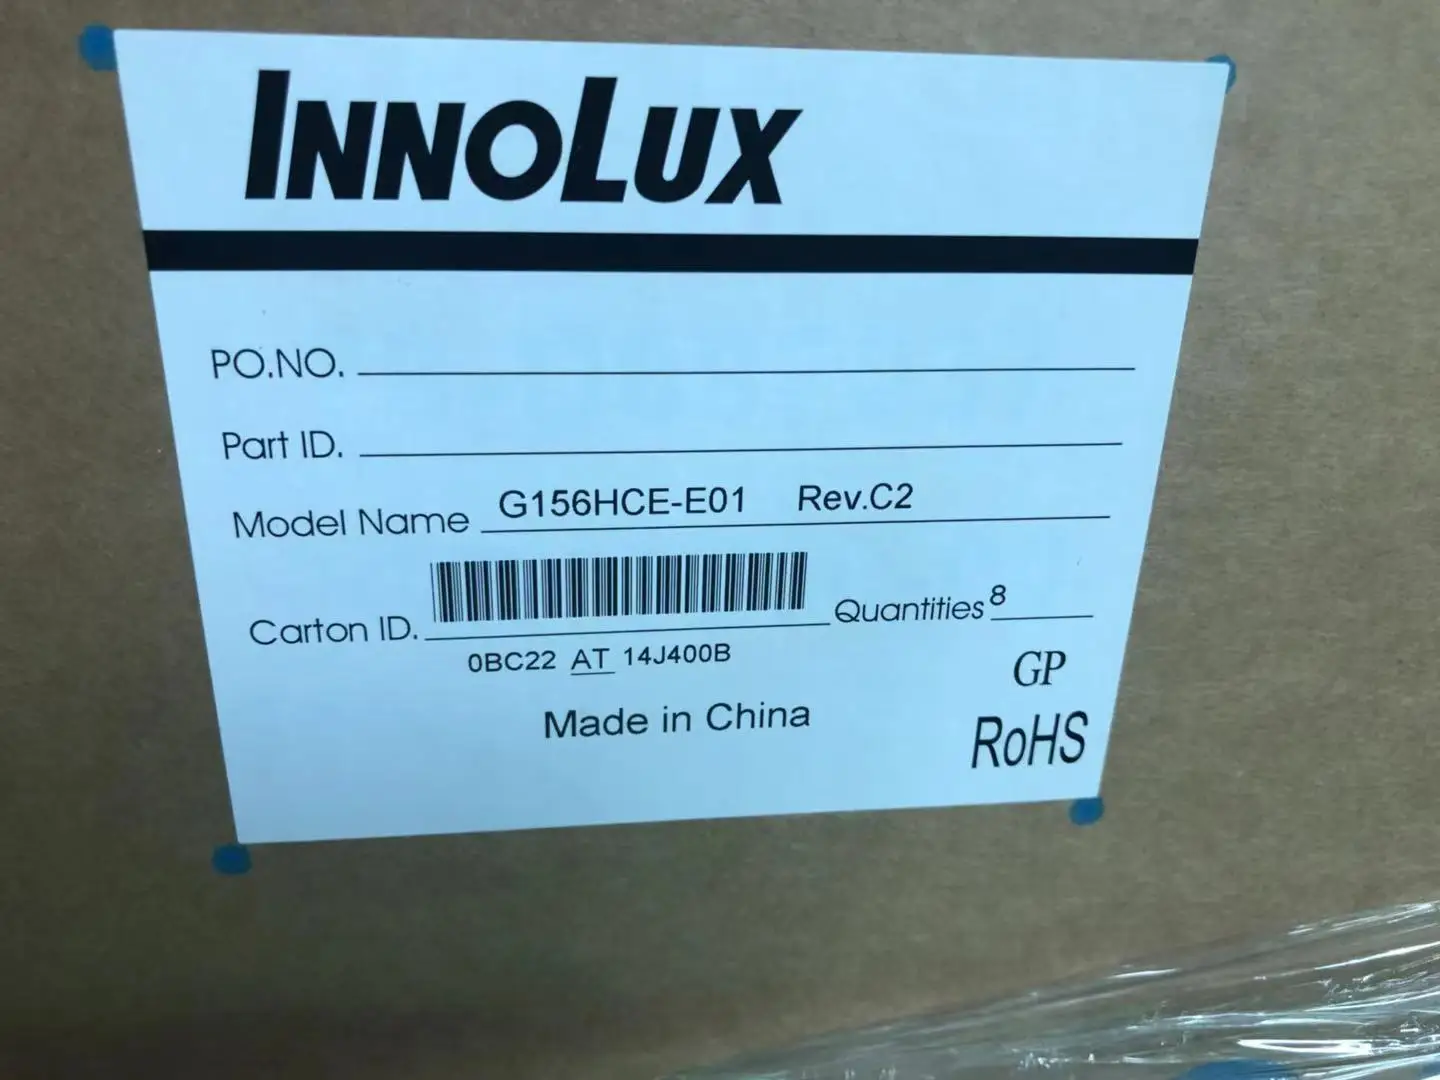 INNOLUX
PO.NO.
Part ID.
Model Name G156HCE-E01 Rev.C2
Carton ID. Quantities 8
0BC22 AT 14J400B
GP
Made in China
RoHS